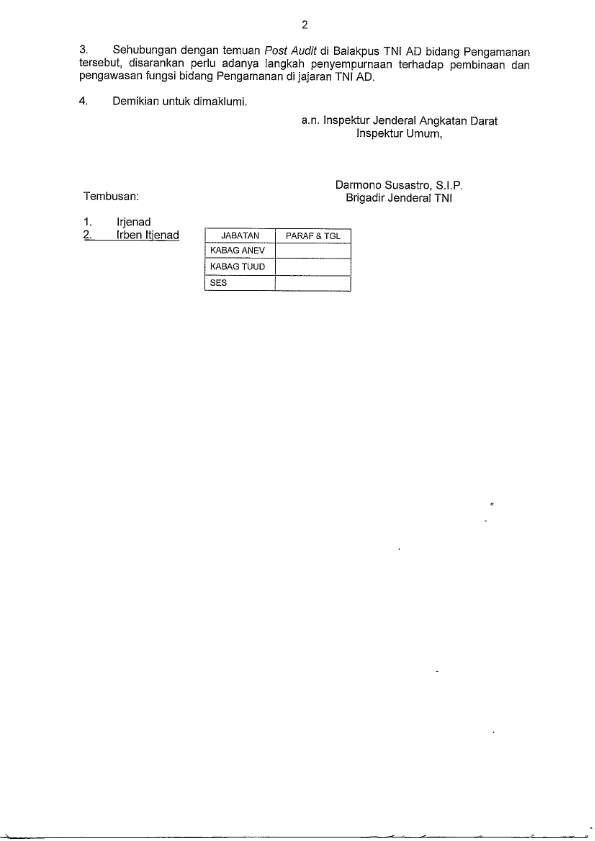 2
3. Sehubungan dengan temuan Post Audit di Balakpus TNI AD bidang Pengamanan
tersebut, disarankan perlu adanya langkah penyempurnaan terhadap pembinaan dan
pengawasan fungsi bidang Pengamanan di jajaran TNI AD.
4. Demikian untuk dimaklumi.
a.n. Inspektur Jenderal Angkatan Darat
Inspektur Umum,
Darmono Susastro, S.I.P.
Brigadir Jenderal TNI
Tembusan:
1. Irjenad
2. Irben Itjenad
JABATAN PARAF & TGL
KABAG ANEV
KABAG TUUD
SES